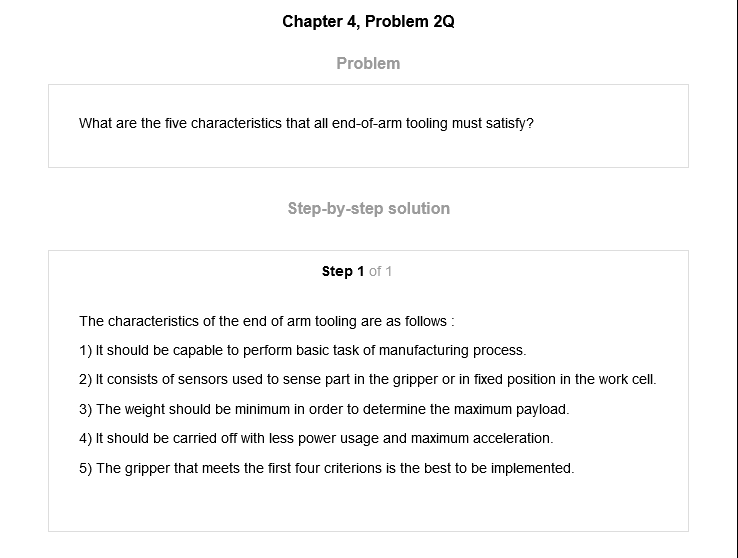 Chapter 4, Problem 2Q
Problem
What are the five characteristics that all end-of-arm tooling must satisfy?
Step-by-step solution
Step 1 of 1
The characteristics of the end of arm tooling are as follows :
1) It should be capable to perform basic task of manufacturing process.
2) It consists of sensors used to sense part in the gripper or in fixed position in the work cell.
3) The weight should be minimum in order to determine the maximum payload.
4) It should be carried off with less power usage and maximum acceleration.
5) The gripper that meets the first four criterions is the best to be implemented.